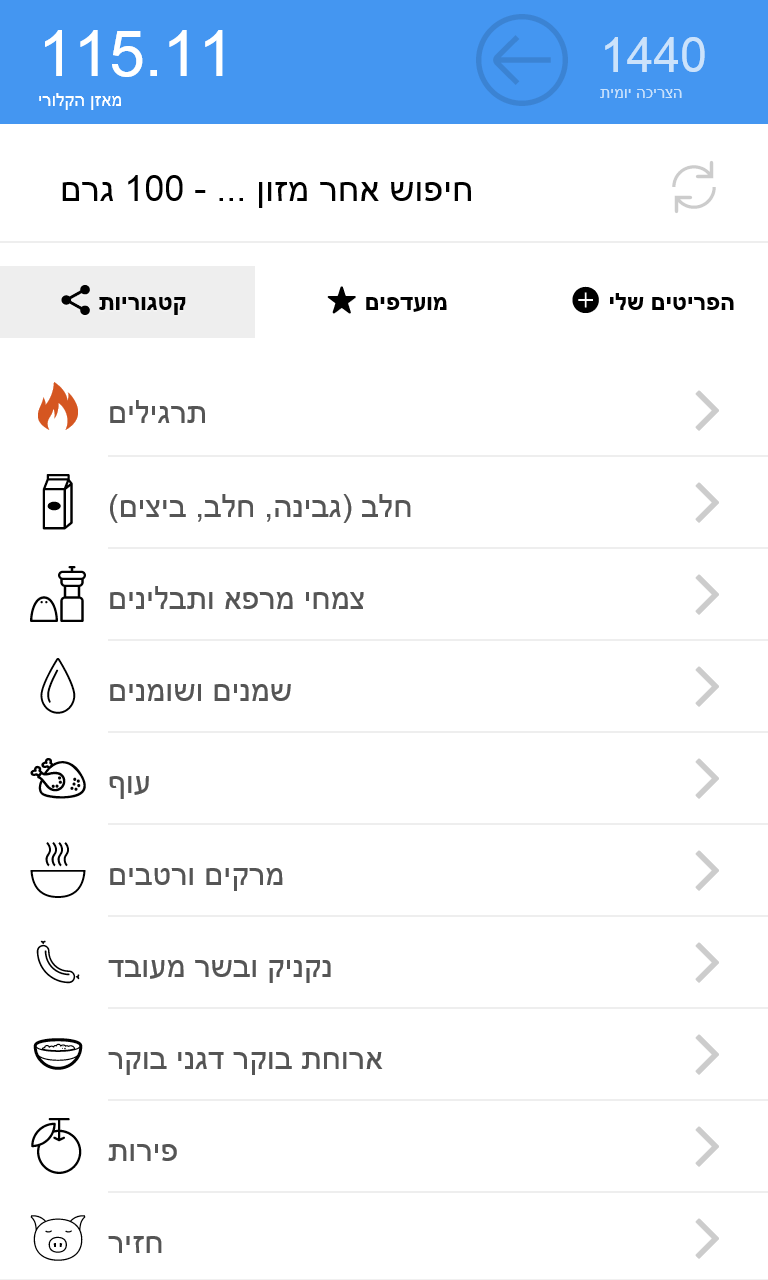 115.11
מאזן הקלורי
1440
הצריכה יומית
חיפוש אחר מזון ... - 100 גרם
קטגוריות
מועדפים
הפריטים שלי
תרגילים
חלב (גבינה, חלב, ביצים)
צמחי מרפא ותבלינים
שמנים ושומנים
עוף
מרקים ורטבים
נקניק ובשר מעובד
ארוחת בוקר דגני בוקר
פירות
חזיר